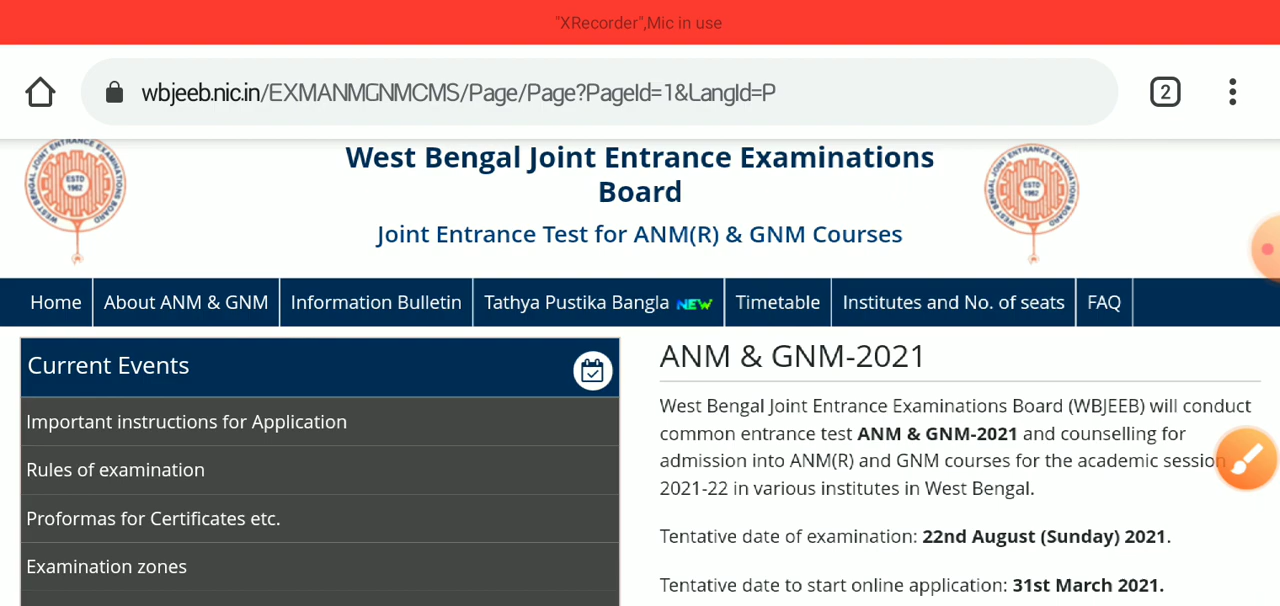 "XRecorder",Mic in use
wbjeeb.nic.in/EXMANMGNMCMS/Page/Page?PageId=1&LangId=P
2
West Bengal Joint Entrance Examinations
Board
Joint Entrance Test for ANM(R) & GNM Courses
ESTD
1962
ESTD
1962
Home
About ANM & GNM
Information Bulletin
Tathya Pustika Bangla NEW
Timetable
Institutes and No. of seats
FAQ
Current Events
Important instructions for Application
Rules of examination
Proformas for Certificates etc.
Examination zones
ANM & GNM-2021
West Bengal Joint Entrance Examinations Board (WBJEEB) will conduct
common entrance test ANM & GNM-2021 and counselling for
admission into ANM(R) and GNM courses for the academic session
2021-22 in various institutes in West Bengal.
Tentative date of examination: 22nd August (Sunday) 2021.
Tentative date to start online application: 31st March 2021.